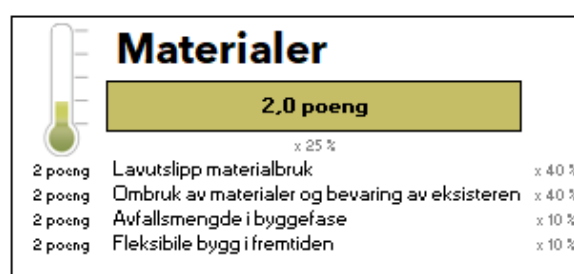 Materialer
2,0 poeng
x 25 %
2 poeng Lavutslipp materialbruk x 40 %
2 poeng Ombruk av materialer og bevaring av eksisteren x 40 %
2 poeng Avfallsmengde i byggefase x 10 %
2 poeng Fleksibile bygg i fremtiden x 10 %